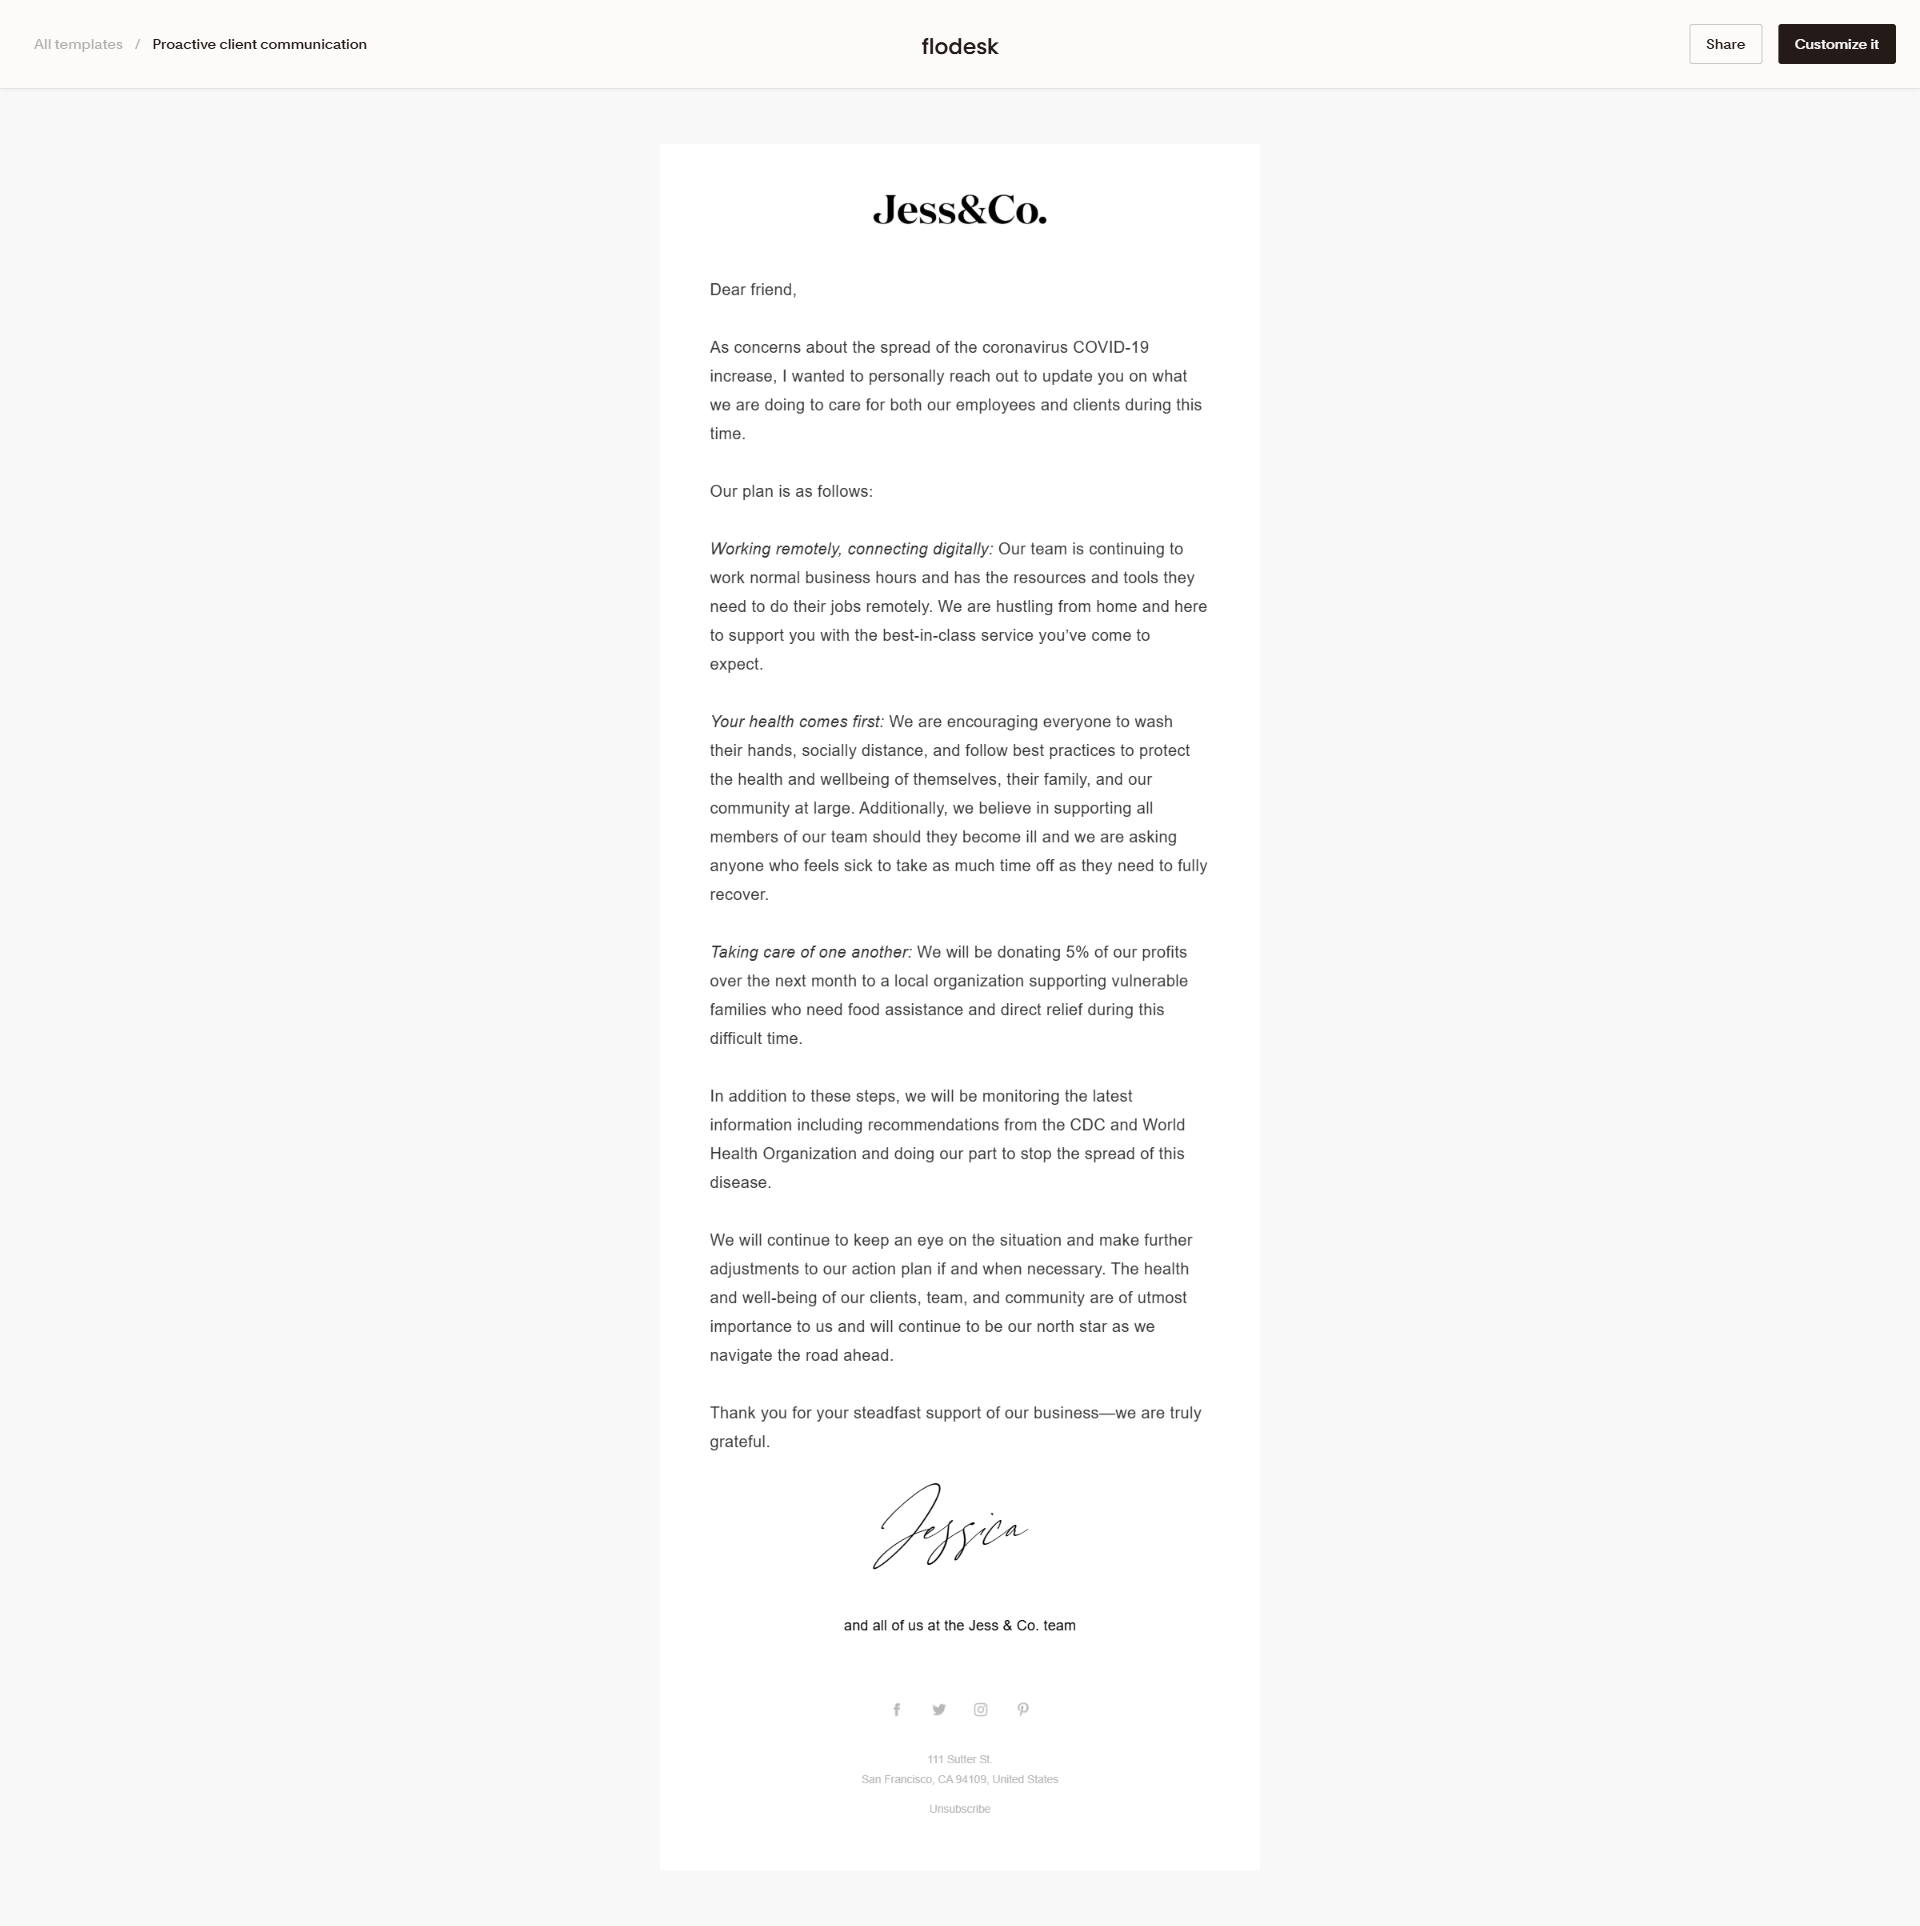 All templates / Proactive client communication
flodesk
Share
Customize it
Jess&Co.
Dear friend,
As concerns about the spread of the coronavirus COVID-19
increase, I wanted to personally reach out to update you on what
we are doing to care for both our employees and clients during this
time.
Our plan is as follows:
Working remotely, connecting digitally: Our team is continuing to
work normal business hours and has the resources and tools they
need to do their jobs remotely. We are hustling from home and here
to support you with the best-in-class service you’ve come to
expect.
Your health comes first: We are encouraging everyone to wash
their hands, socially distance, and follow best practices to protect
the health and wellbeing of themselves, their family, and our
community at large. Additionally, we believe in supporting all
members of our team should they become ill and we are asking
anyone who feels sick to take as much time off as they need to fully
recover.
Taking care of one another: We will be donating 5% of our profits
over the next month to a local organization supporting vulnerable
families who need food assistance and direct relief during this
difficult time.
In addition to these steps, we will be monitoring the latest
information including recommendations from the CDC and World
Health Organization and doing our part to stop the spread of this
disease.
We will continue to keep an eye on the situation and make further
adjustments to our action plan if and when necessary. The health
and well-being of our clients, team, and community are of utmost
importance to us and will continue to be our north star as we
navigate the road ahead.
Thank you for your steadfast support of our business—we are truly
grateful.
Jessica
and all of us at the Jess & Co. team
111 Sutter St.
San Francisco, CA 94109, United States
Unsubscribe